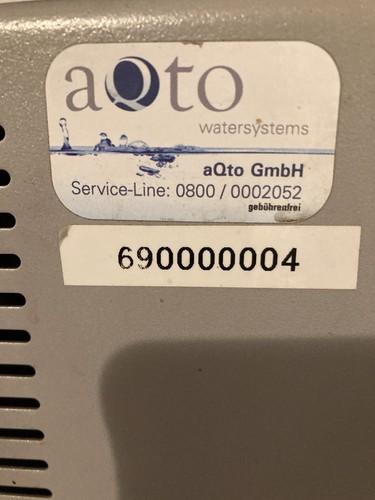 aQto
watersystems
aQto GmbH
Service-Line: 0800 / 0002052
gebührenfrei
690000004